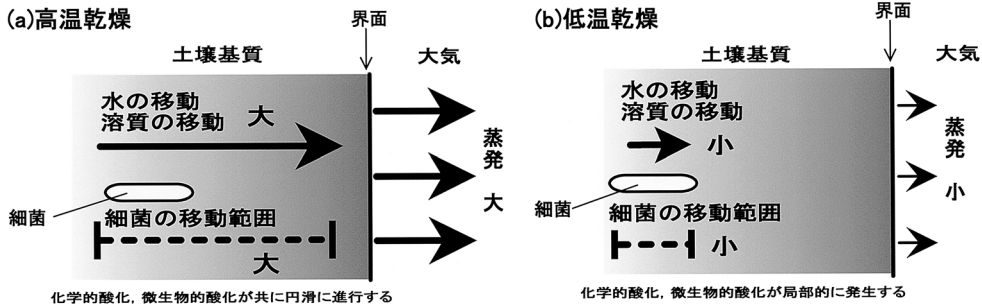 (a)高温乾燥
界面
土壌基質
大気
水の移動
溶質の移動
大
蒸発 大
細菌
細菌の移動範囲
大
化学的酸化，微生物的酸化が共に円滑に進行する
(b)低温乾燥
界面
土壌基質
大気
水の移動
溶質の移動
小
蒸発 小
細菌
細菌の移動範囲
小
化学的酸化，微生物的酸化が局部的に発生する